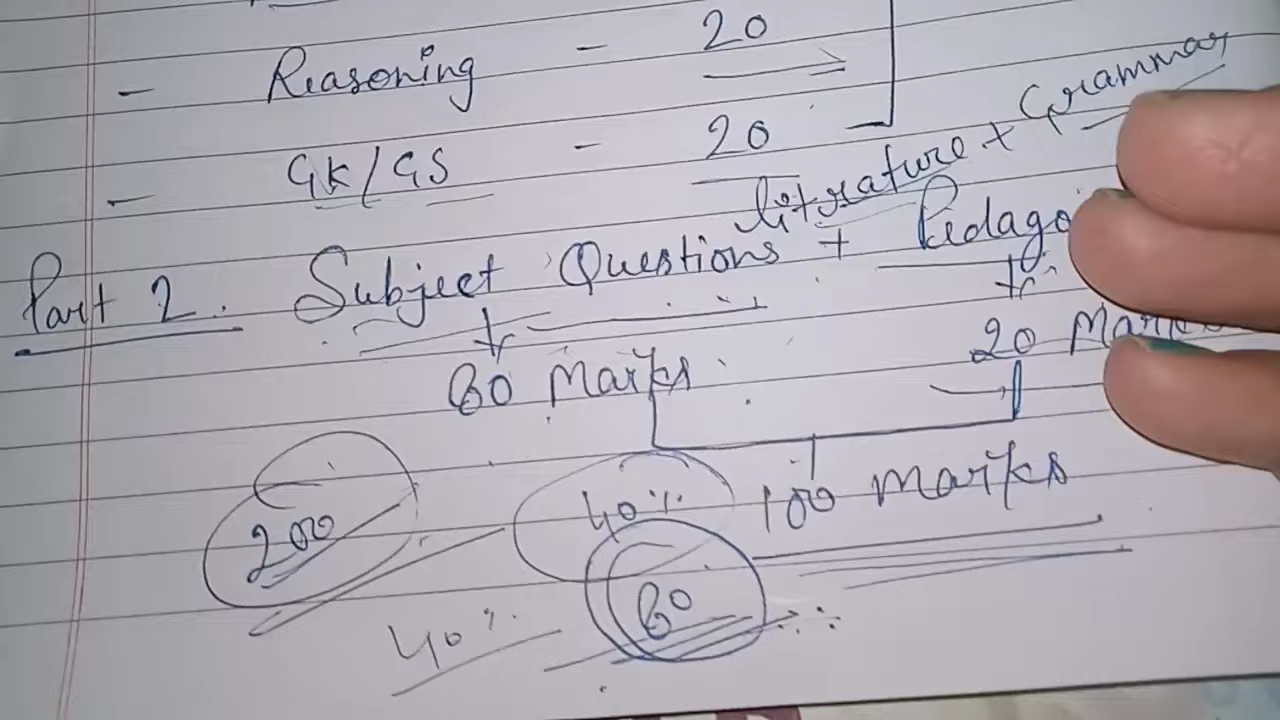 - Reasoning - 20
- GK/GS - 20
literature + Grammar
Part 2. Subject Questions + Pedago
80 Marks 20 Marks
100 marks
200 40%
40% 80